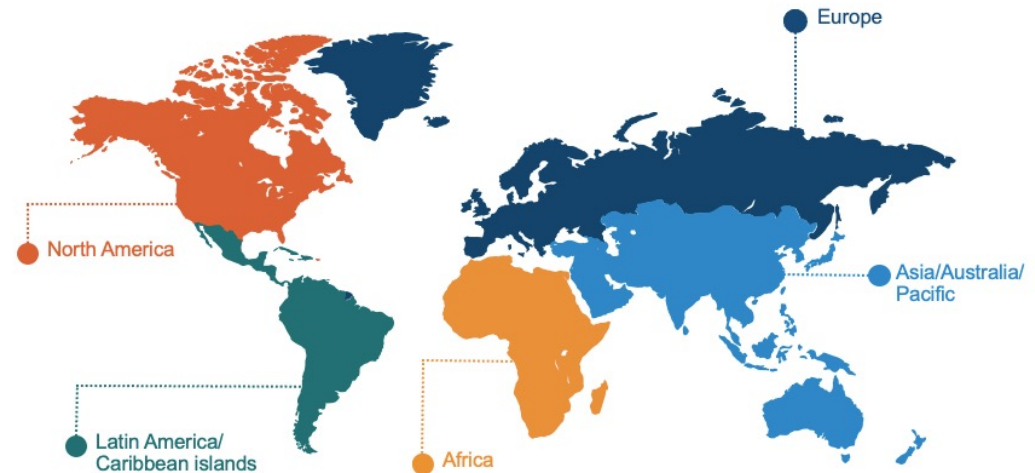 Europe
North America
Asia/Australia/
Pacific
Latin America/
Caribbean islands
Africa